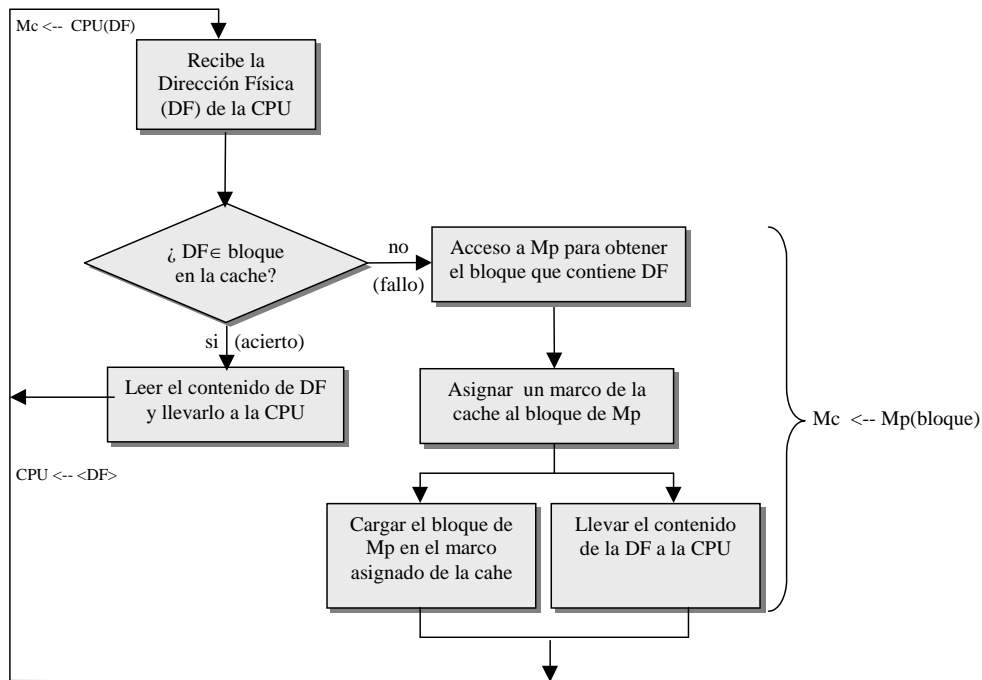 Mc <-- CPU(DF)
Recibe la
Dirección Física
(DF) de la CPU
¿ DF∈ bloque
en la cache?
no
(fallo)
Acceso a Mp para obtener
el bloque que contiene DF
si (acierto)
Leer el contenido de DF
y llevarlo a la CPU
Asignar un marco de la
cache al bloque de Mp
Mc <-- Mp(bloque)
CPU <-- <DF>
Cargar el bloque de
Mp en el marco
asignado de la cahe
Llevar el contenido
de la DF a la CPU